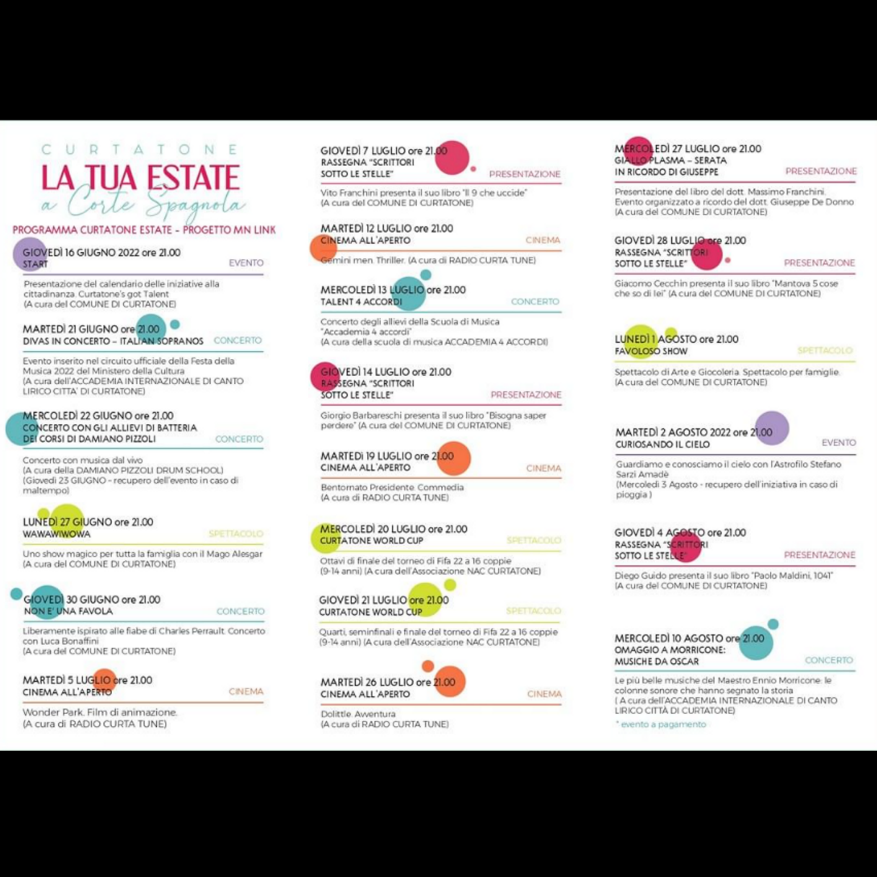 CURTATONE
LA TUA ESTATE
a Corte Spagnola
PROGRAMMA CURTATONE ESTATE - PROGETTO MN LINK
GIOVEDÌ 16 GIUGNO 2022 ore 21.00
START EVENTO
Presentazione del calendario delle iniziative alla
cittadinanza. Curtatone's got Talent
(A cura del COMUNE DI CURTATONE)
MARTEDÌ 21 GIUGNO ore 21.00
DIVAS IN CONCERTO – ITALIAN SOPRANOS CONCERTO
Evento inserito nel circuito ufficiale della Festa della
Musica 2022 del Ministero della Cultura
(A cura dell'ACCADEMIA INTERNAZIONALE DI CANTO
LIRICO CITTA' DI CURTATONE)
MERCOLEDÌ 22 GIUGNO ore 21.00
CONCERTO CON GLI ALLIEVI DI BATTERIA
DEI CORSI DI DAMIANO PIZZOLI CONCERTO
Concerto con musica dal vivo
(A cura della DAMIANO PIZZOLI DRUM SCHOOL)
(Giovedì 23 GIUGNO - recupero dell'evento in caso di
maltempo)
LUNEDÌ 27 GIUGNO ore 21.00
WAWAWIWOWA SPETTACOLO
Uno show magico per tutta la famiglia con il Mago Alesgar
(A cura del COMUNE DI CURTATONE)
GIOVEDÌ 30 GIUGNO ore 21.00
NON E' UNA FAVOLA CONCERTO
Liberamente ispirato alle fiabe di Charles Perrault. Concerto
con Luca Bonaffini
(A cura del COMUNE DI CURTATONE)
MARTEDÌ 5 LUGLIO ore 21.00
CINEMA ALL'APERTO CINEMA
Wonder Park. Film di animazione.
(A cura di RADIO CURTA TUNE)
GIOVEDÌ 7 LUGLIO ore 21.00
RASSEGNA "SCRITTORI
SOTTO LE STELLE" PRESENTAZIONE
Vito Franchini presenta il suo libro "Il 9 che uccide"
(A cura del COMUNE DI CURTATONE)
MARTEDÌ 12 LUGLIO ore 21.00
CINEMA ALL'APERTO CINEMA
Gemini men. Thriller. (A cura di RADIO CURTA TUNE)
MERCOLEDÌ 13 LUGLIO ore 21.00
TALENT 4 ACCORDI CONCERTO
Concerto degli allievi della Scuola di Musica
"Accademia 4 accordi"
(A cura della scuola di musica ACCADEMIA 4 ACCORDI)
GIOVEDÌ 14 LUGLIO ore 21.00
RASSEGNA "SCRITTORI
SOTTO LE STELLE" PRESENTAZIONE
Giorgio Barbareschi presenta il suo libro "Bisogna saper
perdere" (A cura del COMUNE DI CURTATONE)
MARTEDÌ 19 LUGLIO ore 21.00
CINEMA ALL'APERTO CINEMA
Bentornato Presidente. Commedia
(A cura di RADIO CURTA TUNE)
MERCOLEDÌ 20 LUGLIO ore 21.00
CURTATONE WORLD CUP SPETTACOLO
Ottavi di finale del torneo di Fifa 22 a 16 coppie
(9-14 anni) (A cura dell'Associazione NAC CURTATONE)
GIOVEDÌ 21 LUGLIO ore 21.00
CURTATONE WORLD CUP SPETTACOLO
Quarti, seminfinali e finale del torneo di Fifa 22 a 16 coppie
(9-14 anni) (A cura dell'Associazione NAC CURTATONE)
MARTEDÌ 26 LUGLIO ore 21.00
CINEMA ALL'APERTO CINEMA
Dolittle. Avventura
(A cura di RADIO CURTA TUNE)
MERCOLEDÌ 27 LUGLIO ore 21.00
GIALLO PLASMA – SERATA
IN RICORDO DI GIUSEPPE PRESENTAZIONE
Presentazione del libro del dott. Massimo Franchini.
Evento organizzato a ricordo del dott. Giuseppe De Donno
(A cura del COMUNE DI CURTATONE)
GIOVEDÌ 28 LUGLIO ore 21.00
RASSEGNA "SCRITTORI
SOTTO LE STELLE" PRESENTAZIONE
Giacomo Cecchin presenta il suo libro "Mantova 5 cose
che so di lei" (A cura del COMUNE DI CURTATONE)
LUNEDÌ 1 AGOSTO ore 21.00
FAVOLOSO SHOW SPETTACOLO
Spettacolo di Arte e Giocoleria. Spettacolo per famiglie.
(A cura del COMUNE DI CURTATONE)
MARTEDÌ 2 AGOSTO 2022 ore 21.00
CURIOSANDO IL CIELO EVENTO
Guardiamo e conosciamo il cielo con l'Astrofilo Stefano
Sarzi Amadè
(Mercoledì 3 Agosto - recupero dell'iniziativa in caso di
pioggia )
GIOVEDÌ 4 AGOSTO ore 21.00
RASSEGNA "SCRITTORI
SOTTO LE STELLE" PRESENTAZIONE
Diego Guido presenta il suo libro "Paolo Maldini, 1041"
(A cura del COMUNE DI CURTATONE)
MERCOLEDÌ 10 AGOSTO ore 21.00
OMAGGIO A MORRICONE:
MUSICHE DA OSCAR CONCERTO
Le più belle musiche del Maestro Ennio Morricone: le
colonne sonore che hanno segnato la storia
( A cura dell'ACCADEMIA INTERNAZIONALE DI CANTO
LIRICO CITTÀ DI CURTATONE)
* evento a pagamento